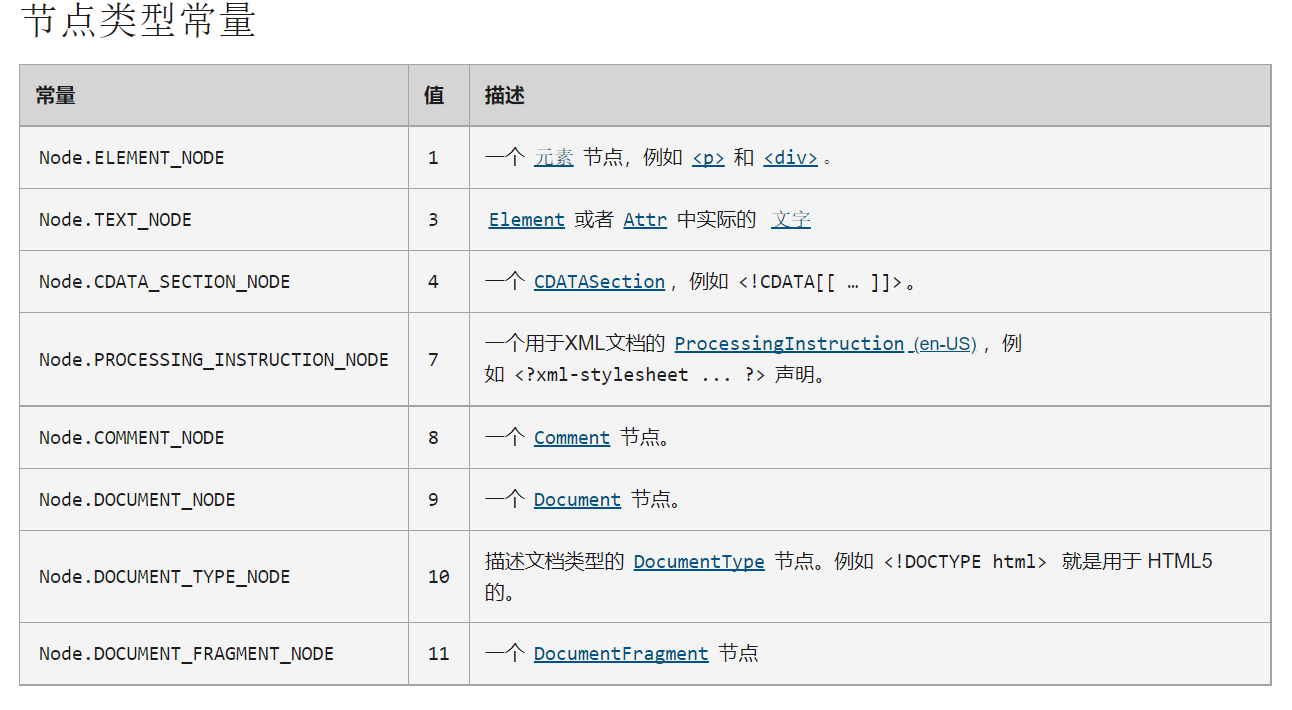 节点类型常量
常量 值 描述
Node.ELEMENT_NODE 1 一个 元素 节点，例如 <p> 和 <div> 。
Node.TEXT_NODE 3 Element 或者 Attr 中实际的 文字
Node.CDATA_SECTION_NODE 4 一个 CDATASection ，例如 <!CDATA[[ … ]]>。
Node.PROCESSING_INSTRUCTION_NODE 7 一个用于XML文档的 ProcessingInstruction (en-US) ，例
如 <?xml-stylesheet ... ?> 声明。
Node.COMMENT_NODE 8 一个 Comment 节点。
Node.DOCUMENT_NODE 9 一个 Document 节点。
Node.DOCUMENT_TYPE_NODE 10 描述文档类型的 DocumentType 节点。例如 <!DOCTYPE html> 就是用于 HTML5
的。
Node.DOCUMENT_FRAGMENT_NODE 11 一个 DocumentFragment 节点